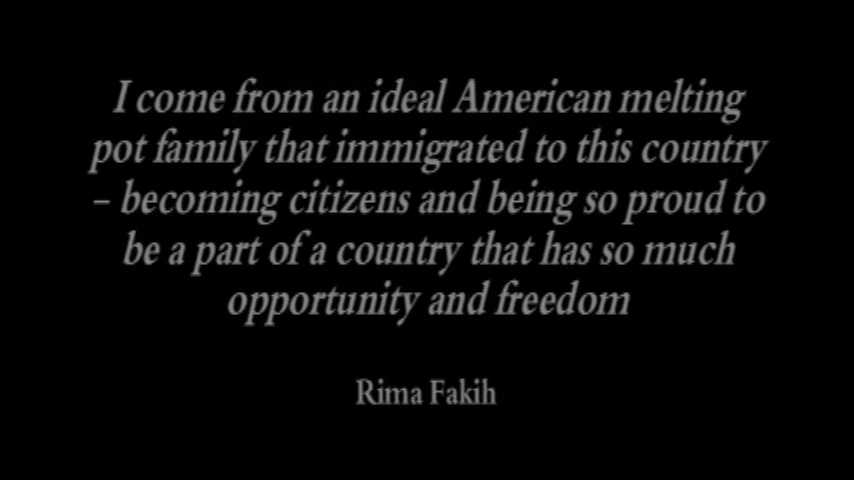 I come from an ideal American melting
pot family that immigrated to this country
– becoming citizens and being so proud to
be a part of a country that has so much
opportunity and freedom
Rima Fakih